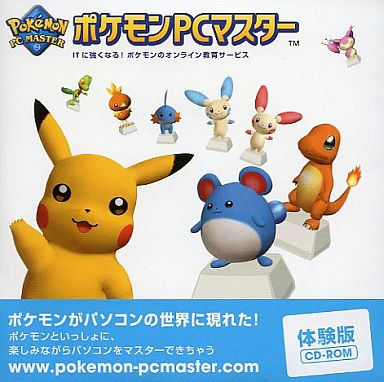 Pokémon
PC MASTER
ポケモンPCマスター™
ITに強くなる！ポケモンのオンライン教育サービス
ポケモンがパソコンの世界に現れた！
ポケモンといっしょに、
楽しみながらパソコンをマスターできちゃう
www.pokemon-pcmaster.com
体験版
CD-ROM